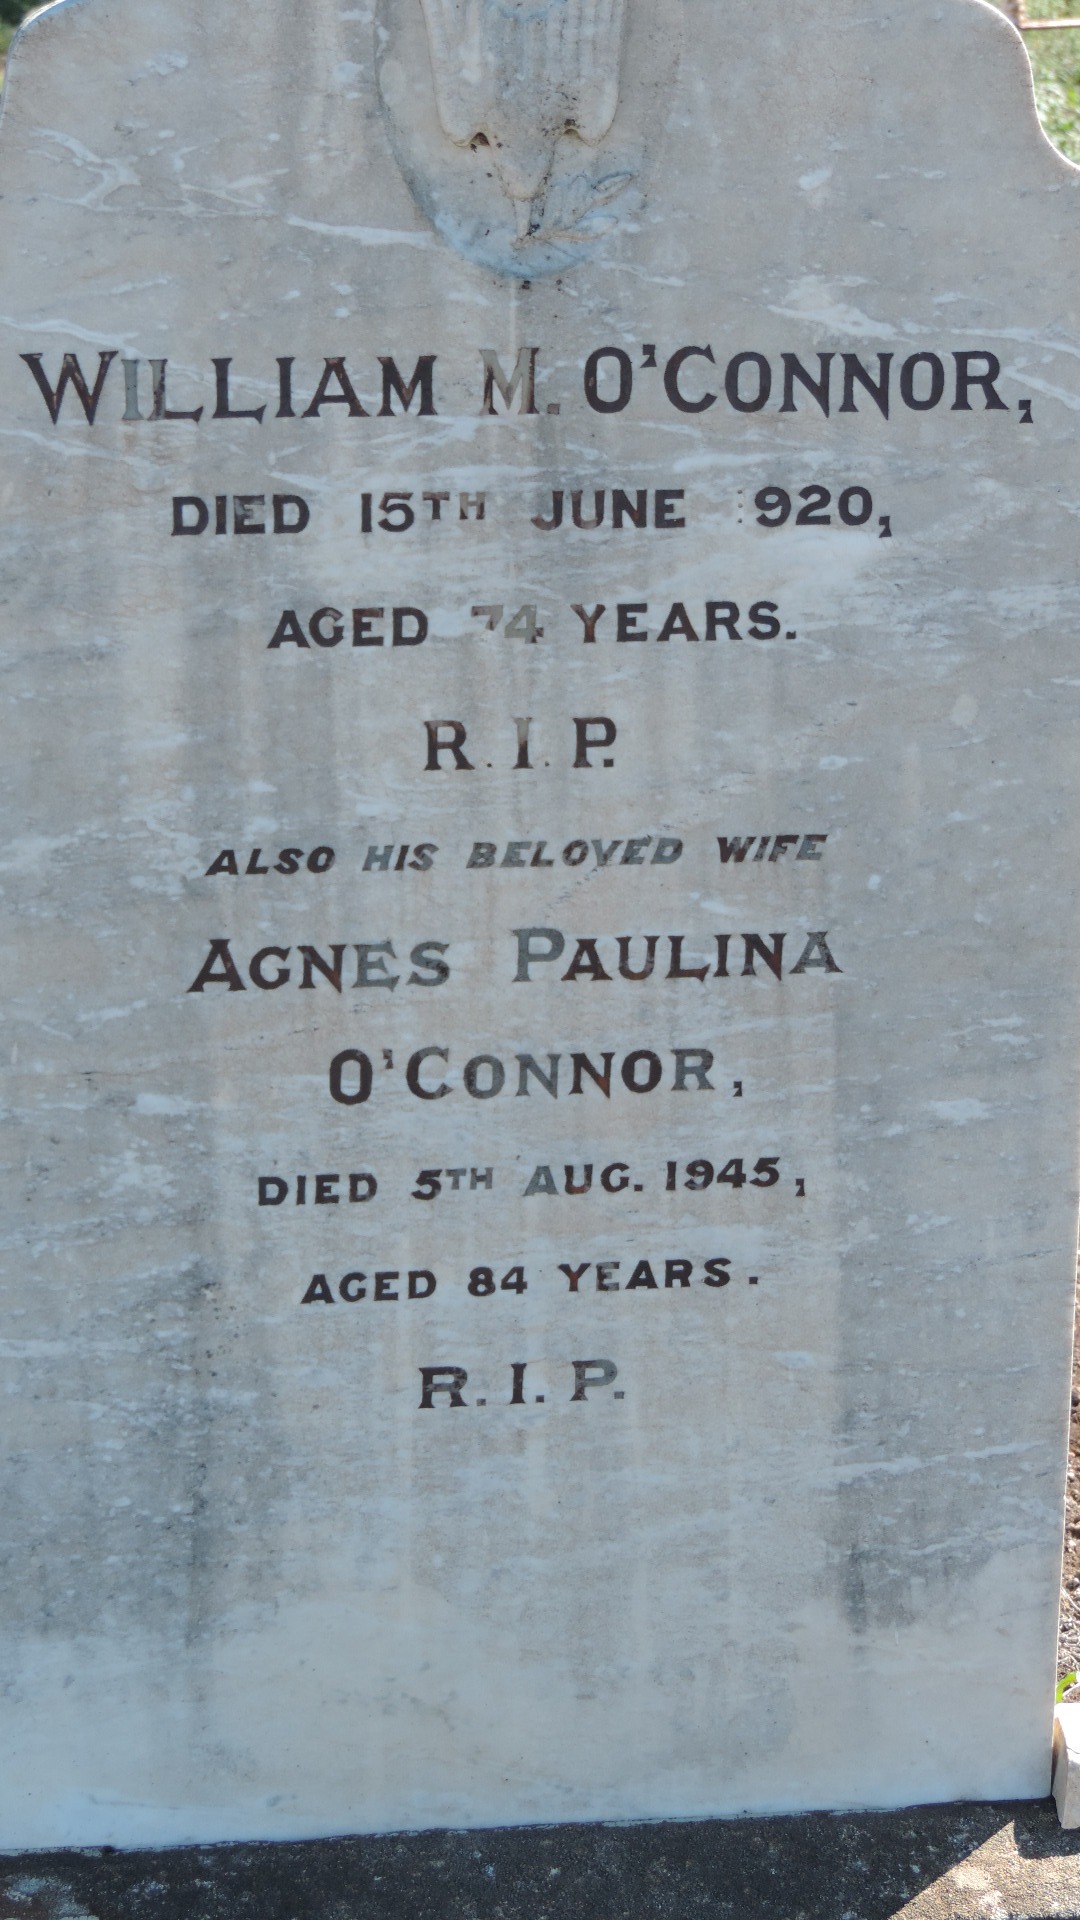 WILLIAM M. O'CONNOR,
DIED 15TH JUNE 1920,
AGED 74 YEARS.
R.I.P.
ALSO HIS BELOVED WIFE
AGNES PAULINA
O'CONNOR,
DIED 5TH AUG. 1945,
AGED 84 YEARS.
R.I.P.